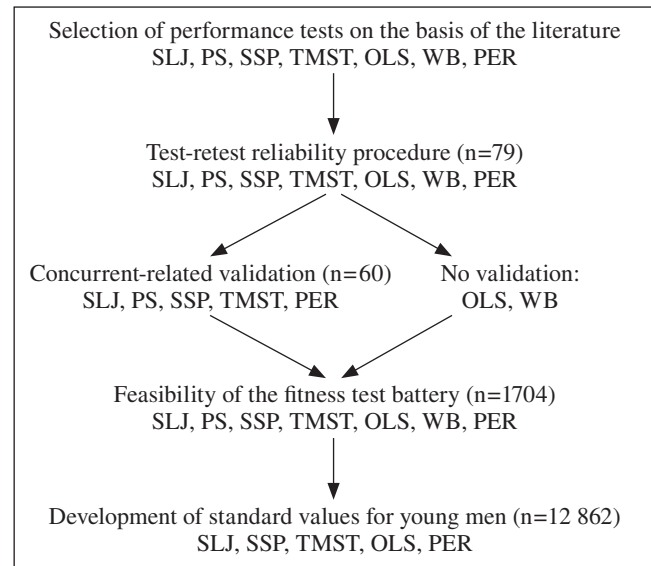 Selection of performance tests on the basis of the literature
SLJ, PS, SSP, TMST, OLS, WB, PER
Test-retest reliability procedure (n=79)
SLJ, PS, SSP, TMST, OLS, WB, PER
Concurrent-related validation (n=60)
SLJ, PS, SSP, TMST, PER
No validation:
OLS, WB
Feasibility of the fitness test battery (n=1704)
SLJ, PS, SSP, TMST, OLS, WB, PER
Development of standard values for young men (n=12 862)
SLJ, SSP, TMST, OLS, PER